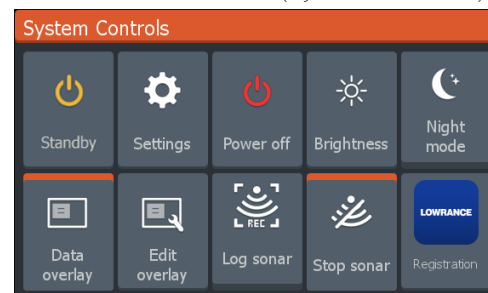 System Controls
Standby
Settings
Power off
Brightness
Night
mode
Data
overlay
Edit
overlay
REC
Log sonar
Stop sonar
LOWRANCE
Registration